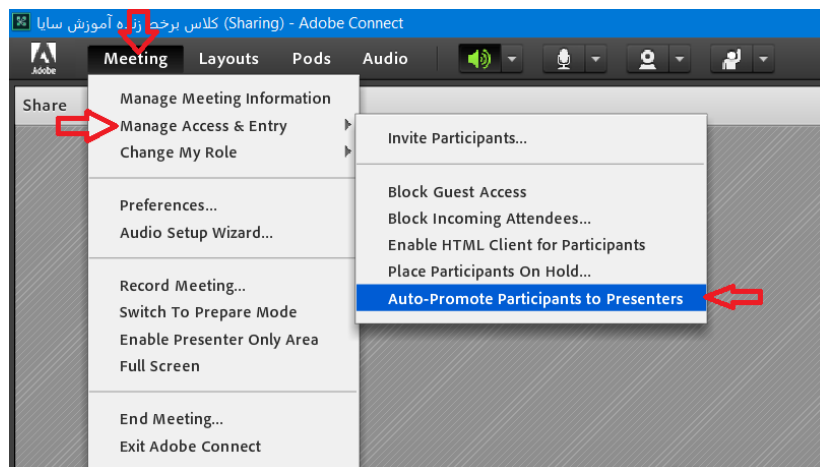 کلاس برخط زنده آموزش سایا (Sharing) - Adobe Connect
Adobe
Meeting Layouts Pods Audio
Share
Manage Meeting Information
Manage Access & Entry
Change My Role
Preferences...
Audio Setup Wizard...
Record Meeting...
Switch To Prepare Mode
Enable Presenter Only Area
Full Screen
End Meeting...
Exit Adobe Connect
Invite Participants...
Block Guest Access
Block Incoming Attendees...
Enable HTML Client for Participants
Place Participants On Hold...
Auto-Promote Participants to Presenters